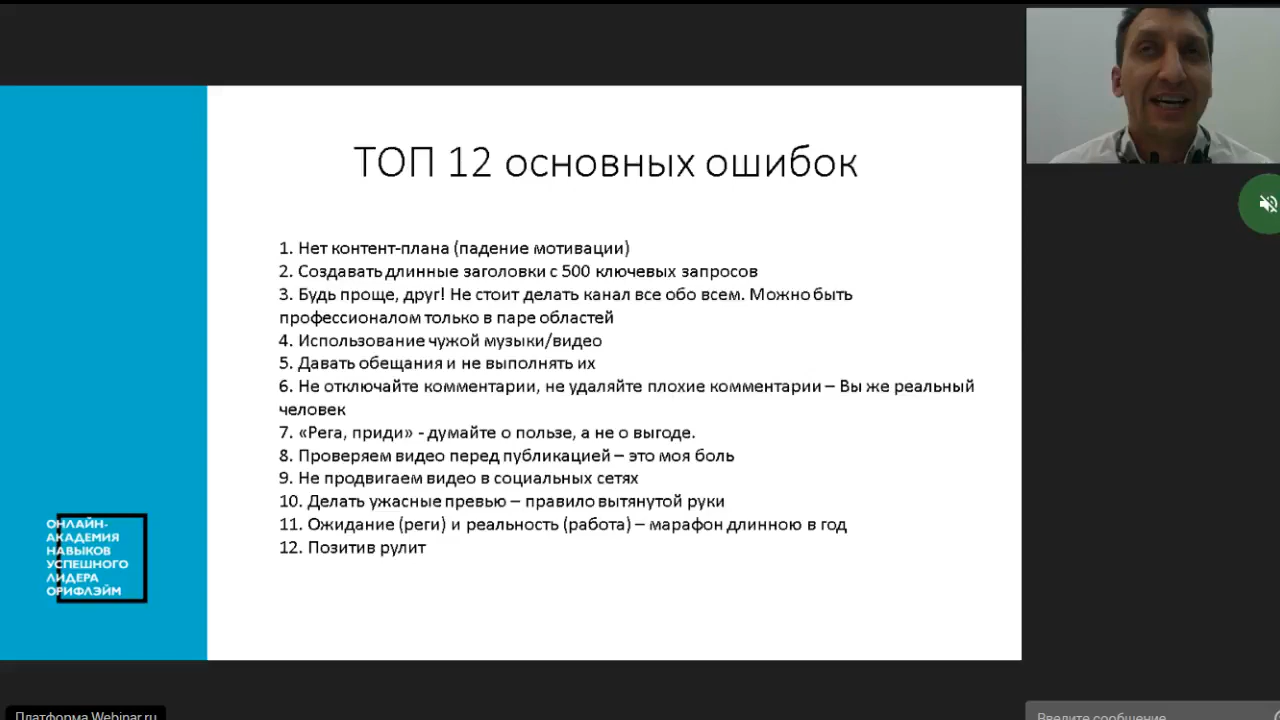 ТОП 12 основных ошибок
1. Нет контент-плана (падение мотивации)
2. Создавать длинные заголовки с 500 ключевых запросов
3. Будь проще, друг! Не стоит делать канал все обо всем. Можно быть
профессионалом только в паре областей
4. Использование чужой музыки/видео
5. Давать обещания и не выполнять их
6. Не отключайте комментарии, не удаляйте плохие комментарии – Вы же реальный
человек
7. «Рега, приди» - думайте о пользе, а не о выгоде.
8. Проверяем видео перед публикацией – это моя боль
9. Не продвигаем видео в социальных сетях
10. Делать ужасные превью – правило вытянутой руки
11. Ожидание (реги) и реальность (работа) – марафон длинною в год
12. Позитив рулит
ОНЛАЙН-
АКАДЕМИЯ
НАВЫКОВ
УСПЕШНОГО
ЛИДЕРА
ОРИФЛЭЙМ
Платформа Webinar.ru
Введите сообщение